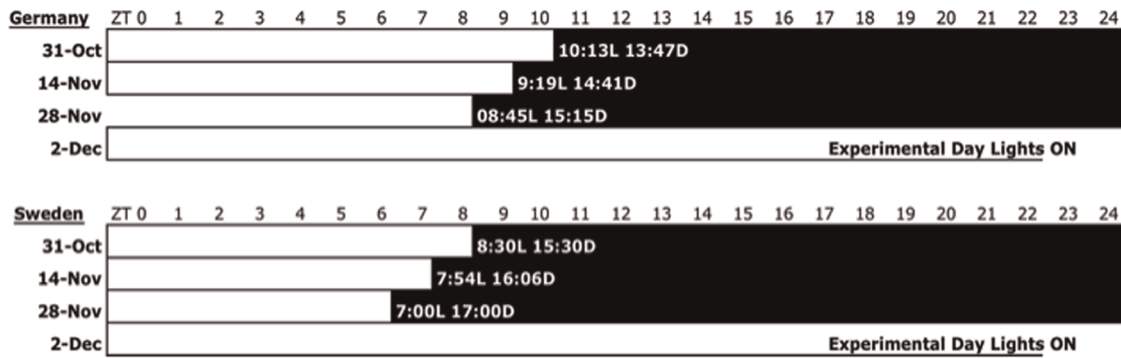 Germany ZT 0 1 2 3 4 5 6 7 8 9 10 11 12 13 14 15 16 17 18 19 20 21 22 23 24
31-Oct 10:13L 13:47D
14-Nov 9:19L 14:41D
28-Nov 08:45L 15:15D
2-Dec Experimental Day Lights ON
Sweden ZT 0 1 2 3 4 5 6 7 8 9 10 11 12 13 14 15 16 17 18 19 20 21 22 23 24
31-Oct 8:30L 15:30D
14-Nov 7:54L 16:06D
28-Nov 7:00L 17:00D
2-Dec Experimental Day Lights ON